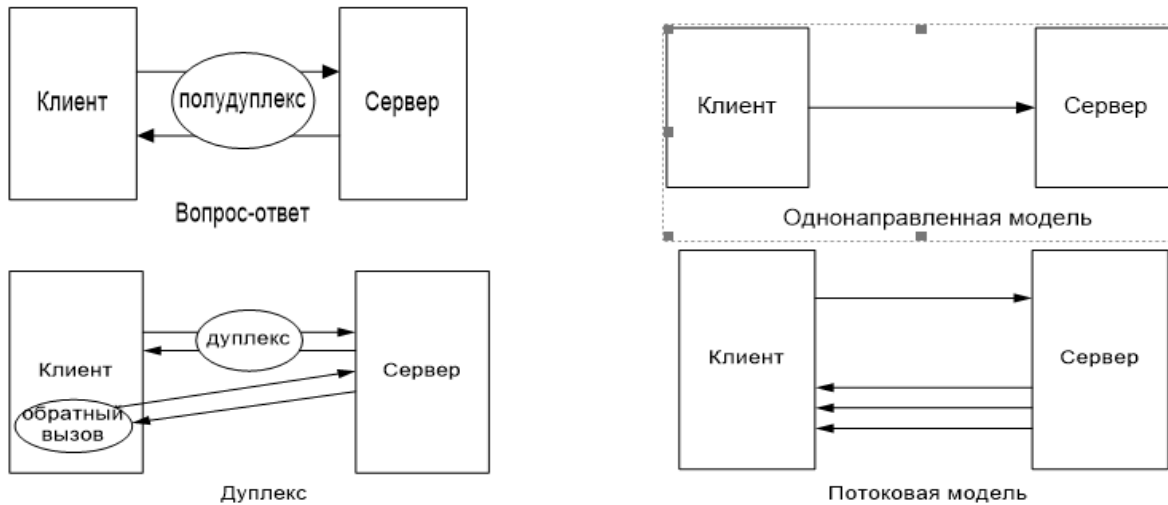 Клиент
полудуплекс
Сервер
Вопрос-ответ
Клиент
Сервер
Однонаправленная модель
дуплекс
Клиент
Сервер
обратный
вызов
Дуплекс
Клиент
Сервер
Потоковая модель